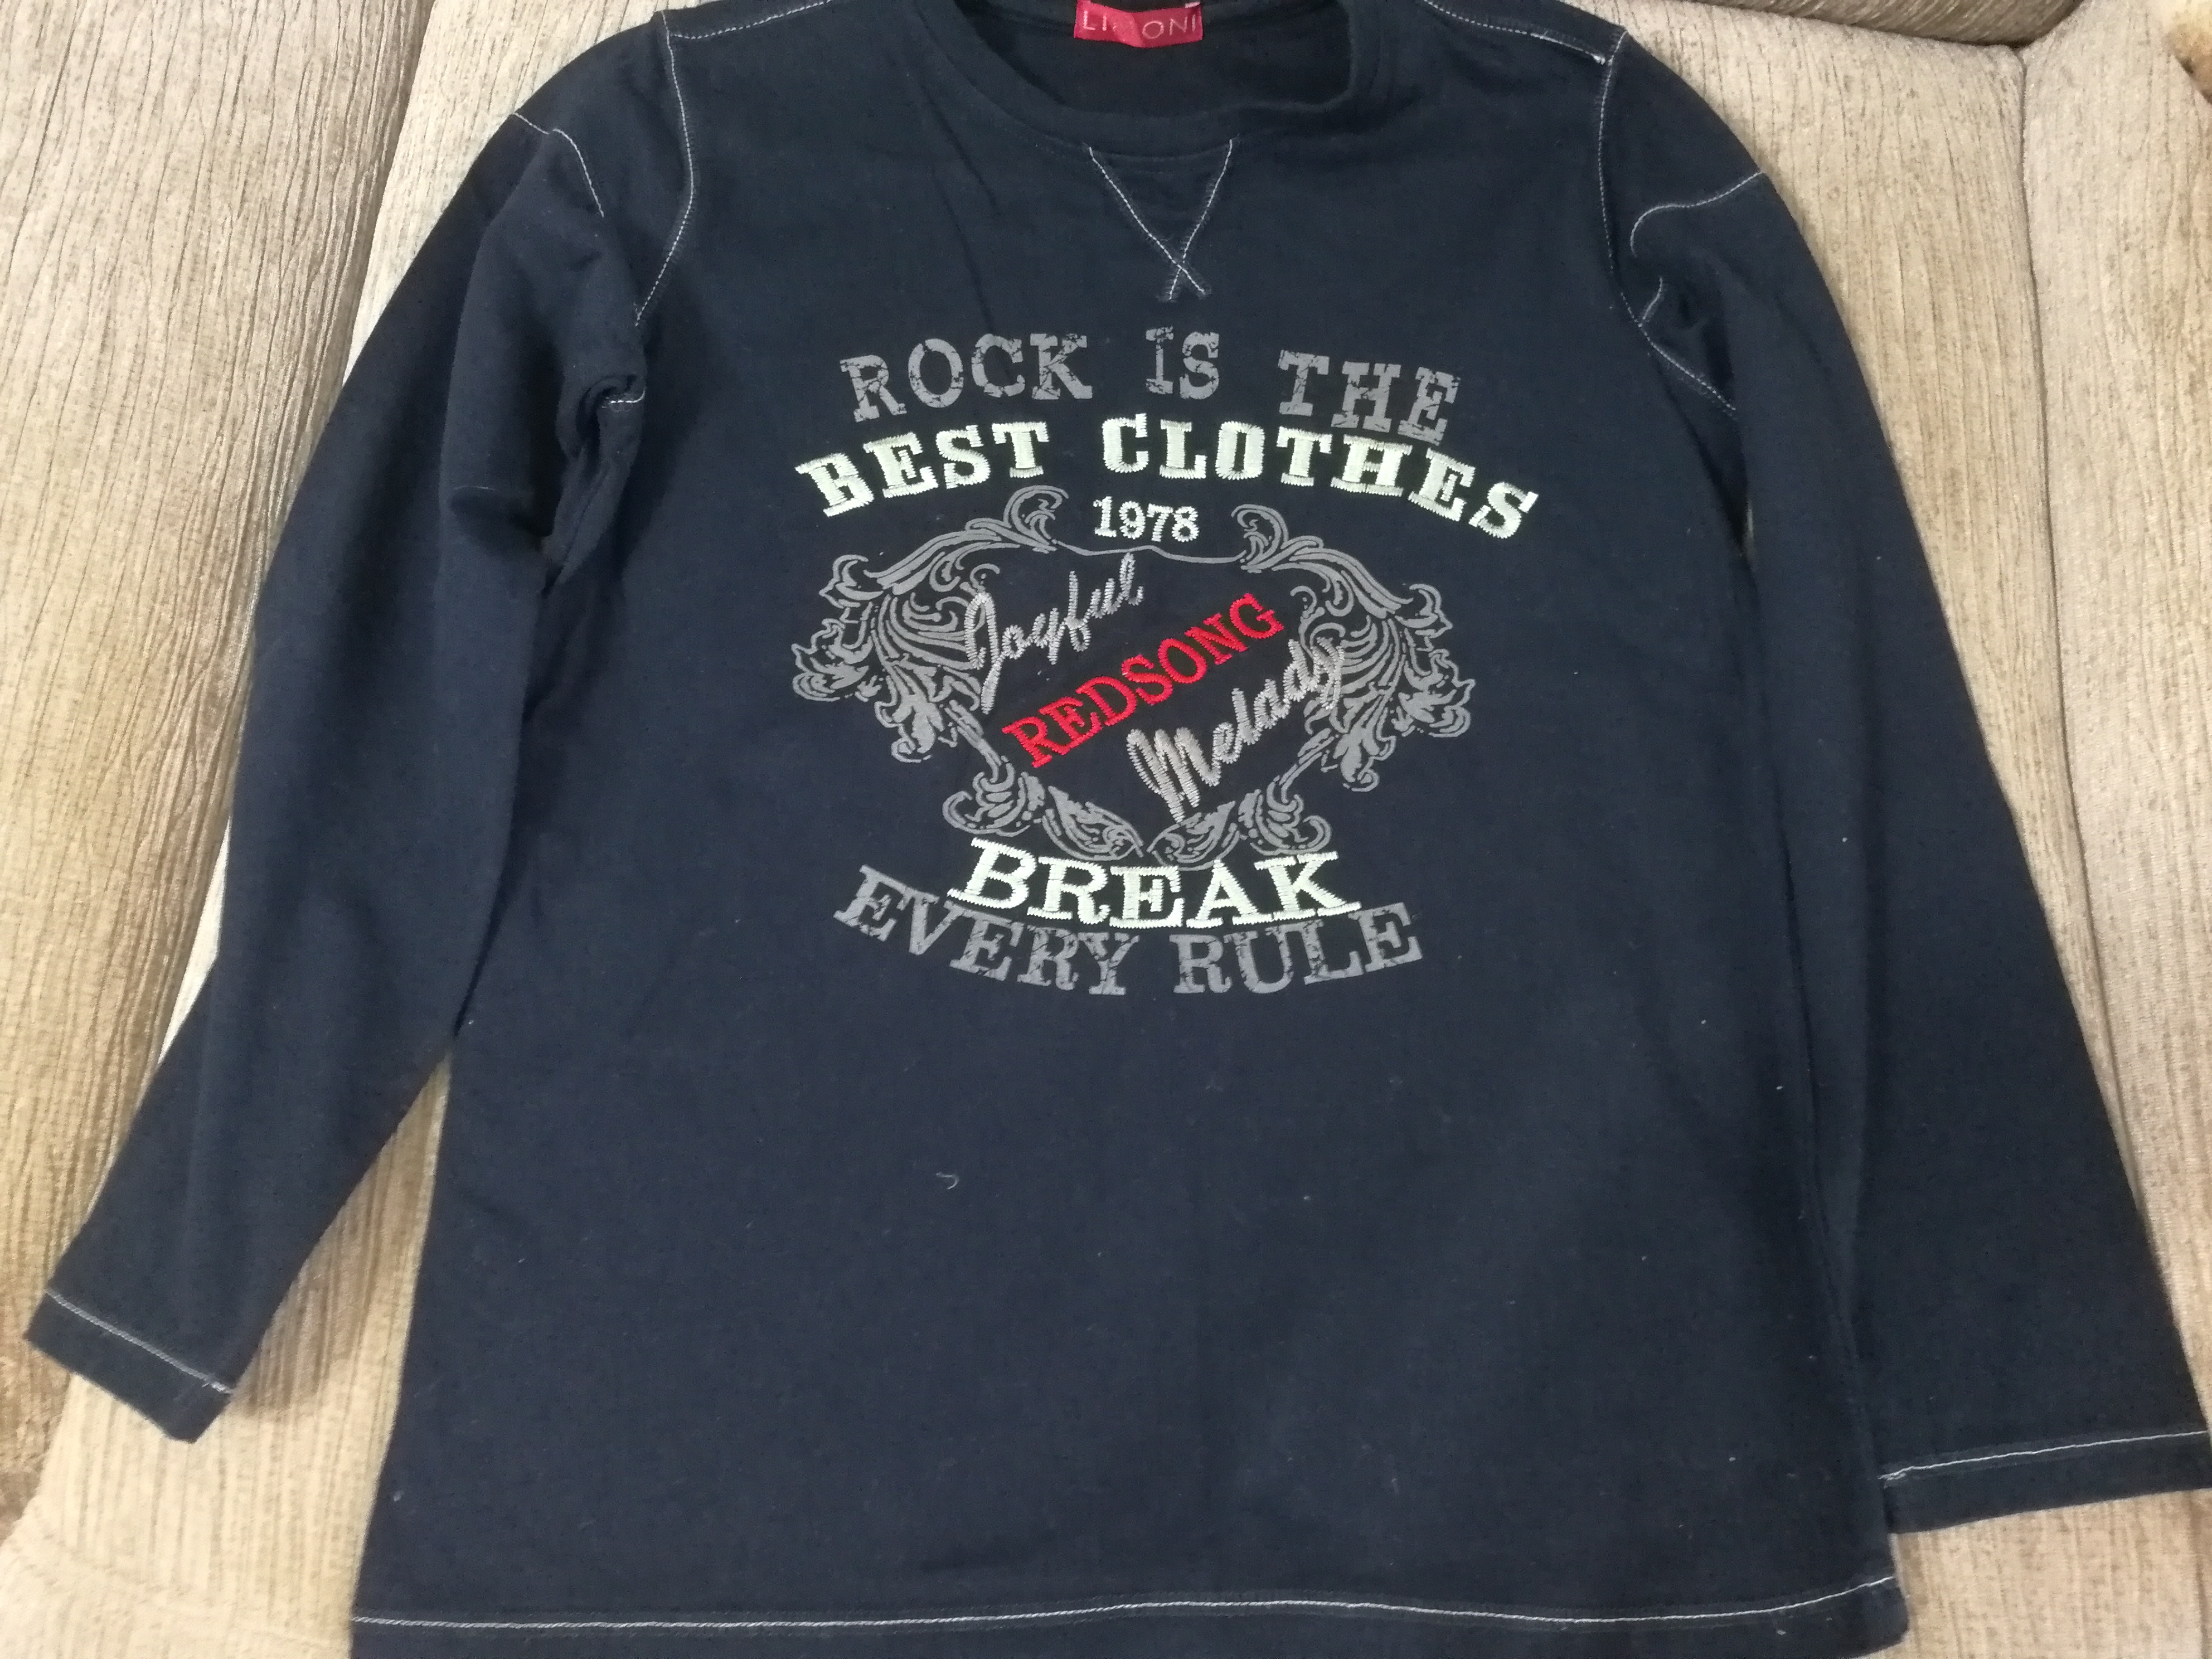 ROCK IS THE
BEST CLOTHES
1978
Joyful
REDSONG
Melady
BREAK
EVERY RULE